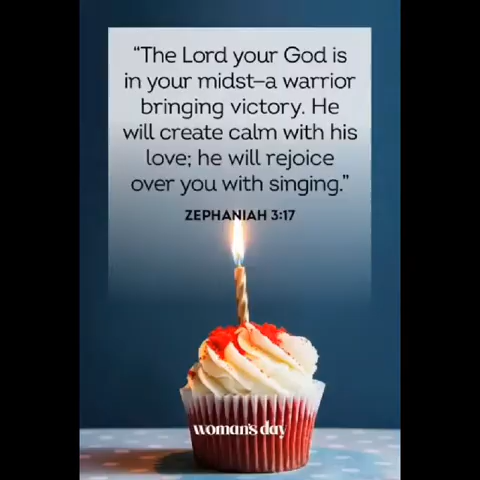 “The Lord your God is
in your midst—a warrior
bringing victory. He
will create calm with his
love; he will rejoice
over you with singing.”
ZEPHANIAH 3:17
woman's day